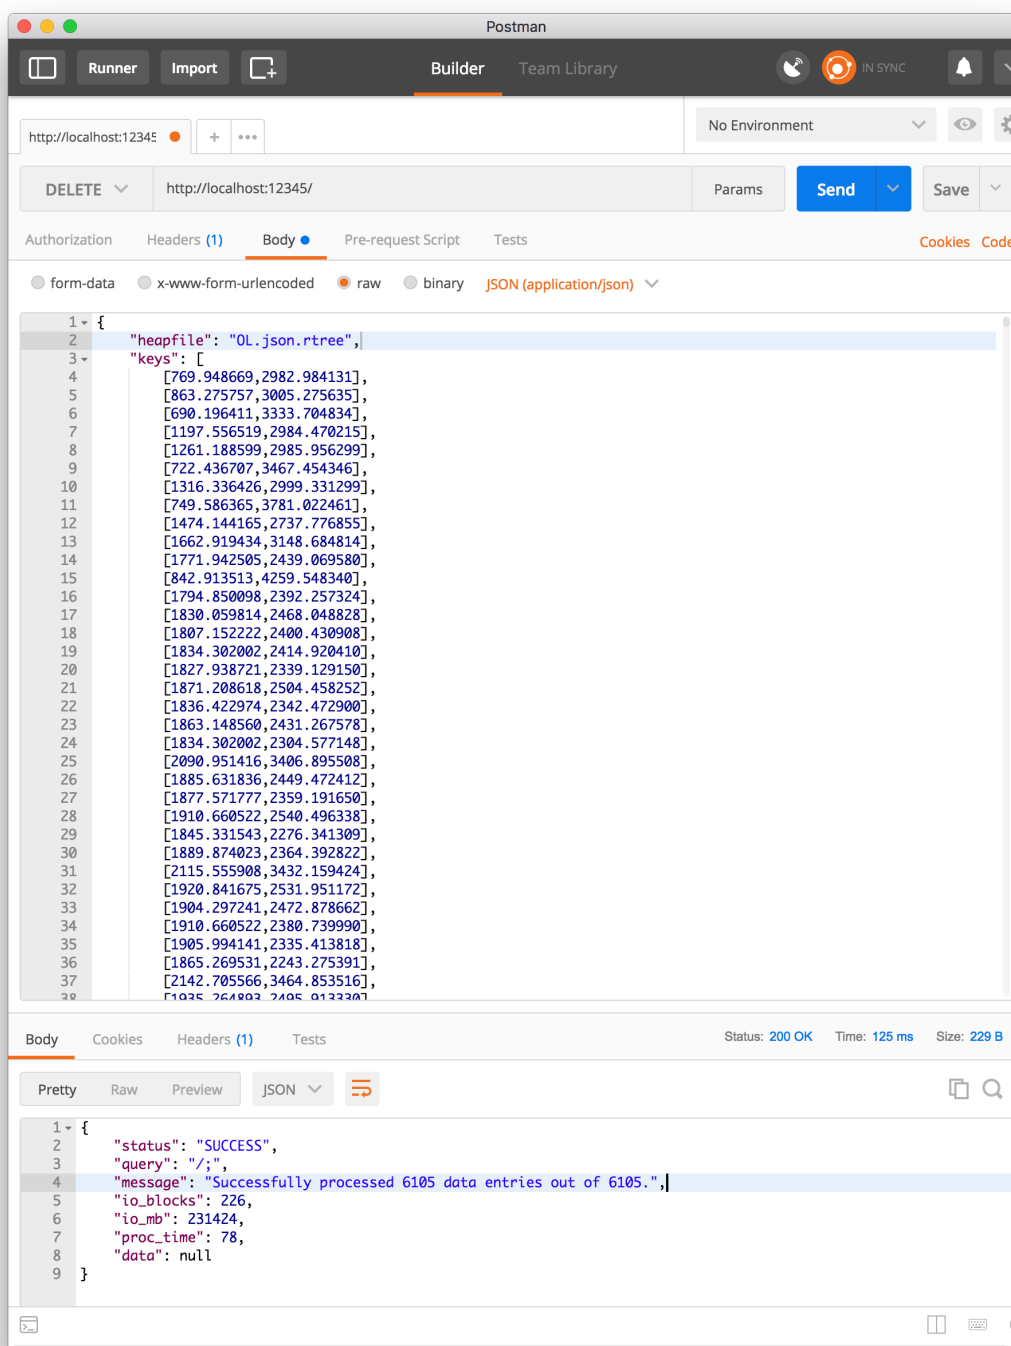 Postman
Runner Import Builder Team Library IN SYNC
http://localhost:12345 No Environment
DELETE http://localhost:12345/ Params Send Save
Authorization Headers (1) Body Pre-request Script Tests Cookies Code
form-data x-www-form-urlencoded raw binary JSON (application/json)
1 {
2 "heapfile": "OL.json.rtree",
3 "keys": [
4 [769.948669,2982.984131],
5 [863.275757,3005.275635],
6 [690.196411,3333.704834],
7 [1197.556519,2984.470215],
8 [1261.188599,2985.956299],
9 [722.436707,3467.454346],
10 [1316.336426,2999.331299],
11 [749.586365,3781.022461],
12 [1474.144165,2737.776855],
13 [1662.919434,3148.684814],
14 [1771.942505,2439.069580],
15 [842.913513,4259.548340],
16 [1794.850098,2392.257324],
17 [1830.059814,2468.048828],
18 [1807.152222,2400.430908],
19 [1834.302002,2414.920410],
20 [1827.938721,2339.129150],
21 [1871.208618,2504.458252],
22 [1836.422974,2342.472900],
23 [1863.148560,2431.267578],
24 [1834.302002,2304.577148],
25 [2090.951416,3406.895508],
26 [1885.631836,2449.472412],
27 [1877.571777,2359.191650],
28 [1910.660522,2540.496338],
29 [1845.331543,2276.341309],
30 [1889.874023,2364.392822],
31 [2115.555908,3432.159424],
32 [1920.841675,2531.951172],
33 [1904.297241,2472.878662],
34 [1910.660522,2380.739990],
35 [1905.994141,2335.413818],
36 [1865.269531,2243.275391],
37 [2142.705566,3464.853516],
38 [1935.264893,2495.913330]
Body Cookies Headers (1) Tests Status: 200 OK Time: 125 ms Size: 229 B
Pretty Raw Preview JSON
1 {
2 "status": "SUCCESS",
3 "query": "/;",
4 "message": "Successfully processed 6105 data entries out of 6105.",
5 "io_blocks": 226,
6 "io_mb": 231424,
7 "proc_time": 78,
8 "data": null
9 }